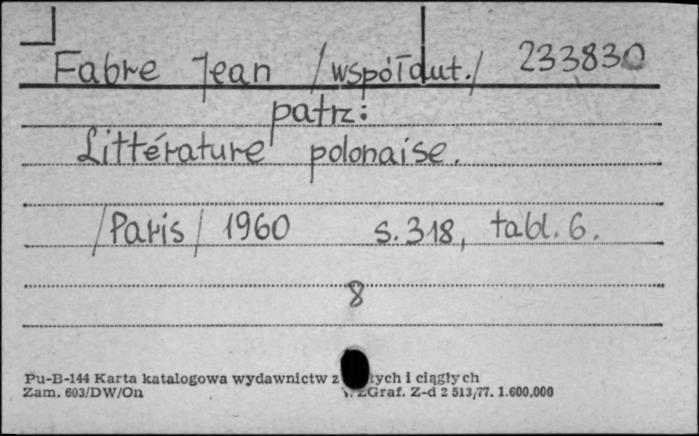 Fabre Jean /współaut./ 233830
patrz:
Littérature polonaise.
/Paris/ 1960 s. 318, tabl. 6.
8
Pu-B-144 Karta katalogowa wydawnictw i ciągłych
Zam. 603/DW/On Graf. Z-d 2 513/77. 1.600.000